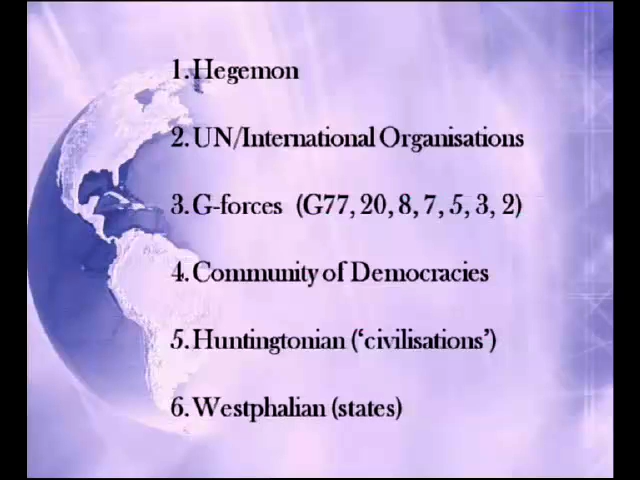 1. Hegemon
2. UN/International Organisations
3. G-forces (G77, 20, 8, 7, 5, 3, 2)
4. Community of Democracies
5. Huntingtonian (‘civilisations’)
6. Westphalian (states)